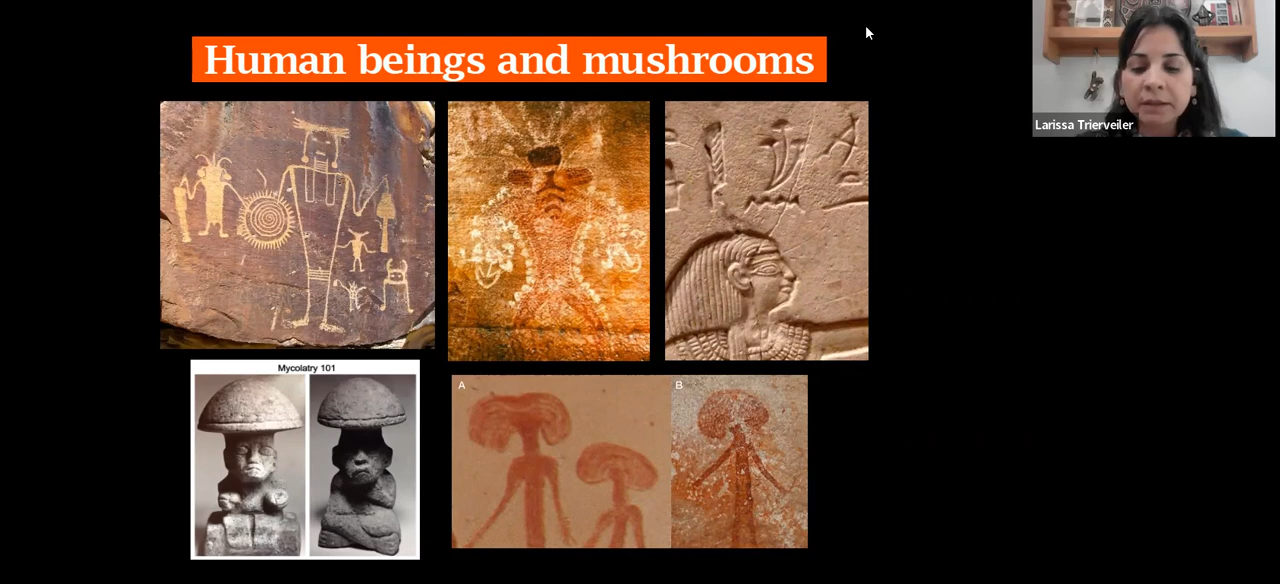 Human beings and mushrooms
Larissa Trierveiler
Mycolatry 101
A
B